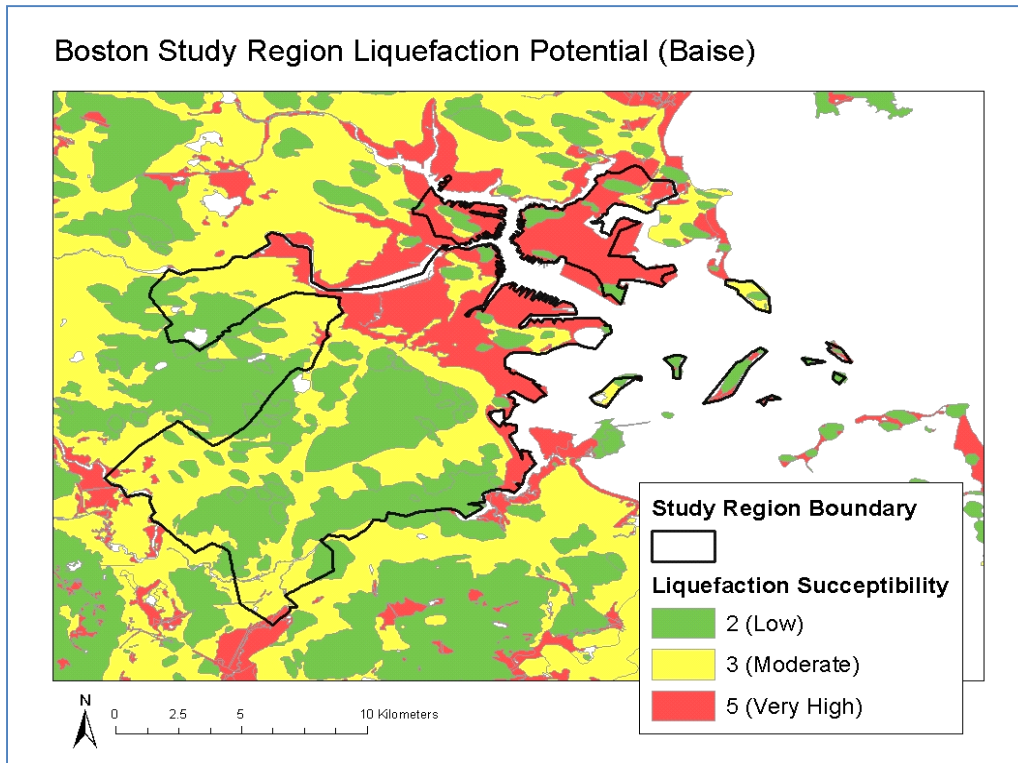 Boston Study Region Liquefaction Potential (Baise)
Study Region Boundary
Liquefaction Succeptibility
2 (Low)
3 (Moderate)
5 (Very High)
N
0 2.5 5 10 Kilometers